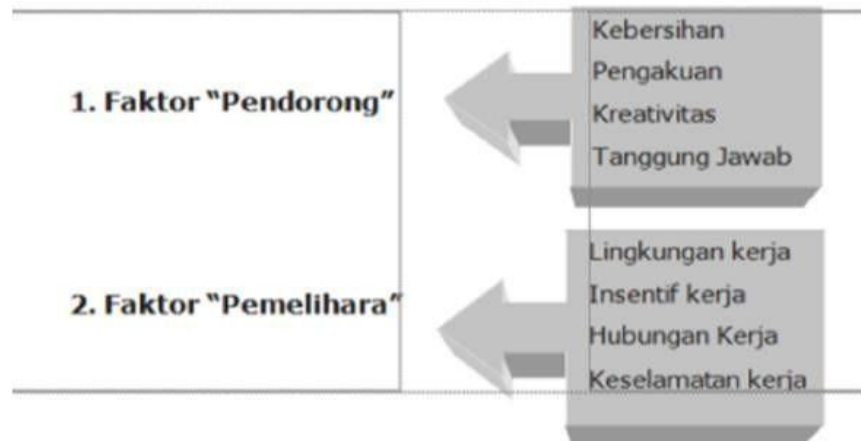 1. Faktor "Pendorong"
Kebersihan
Pengakuan
Kreativitas
Tanggung Jawab
2. Faktor "Pemelihara"
Lingkungan kerja
Insentif kerja
Hubungan Kerja
Keselamatan kerja